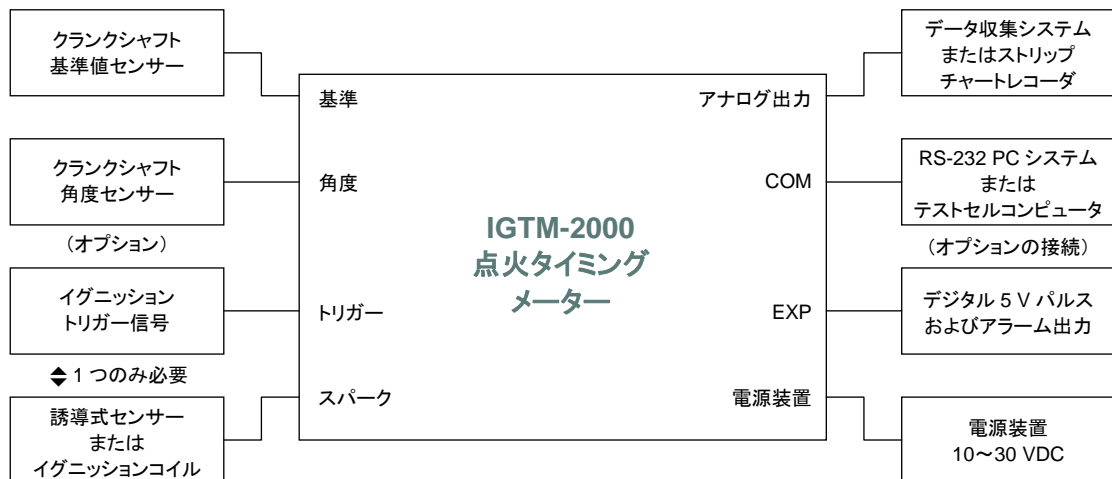 クランクシャフト
基準値センサー
クランクシャフト
角度センサー
（オプション）
イグニッション
トリガー信号
1 つのみ必要
誘導式センサー
または
イグニッションコイル
基準
角度
トリガー
スパーク
IGTM-2000
点火タイミング
メーター
アナログ出力
COM
EXP
電源装置
データ収集システム
またはストリップ
チャートレコーダ
RS-232 PC システム
または
テストセルコンピュータ
（オプションの接続）
デジタル 5 V パルス
およびアラーム出力
電源装置
10～30 VDC